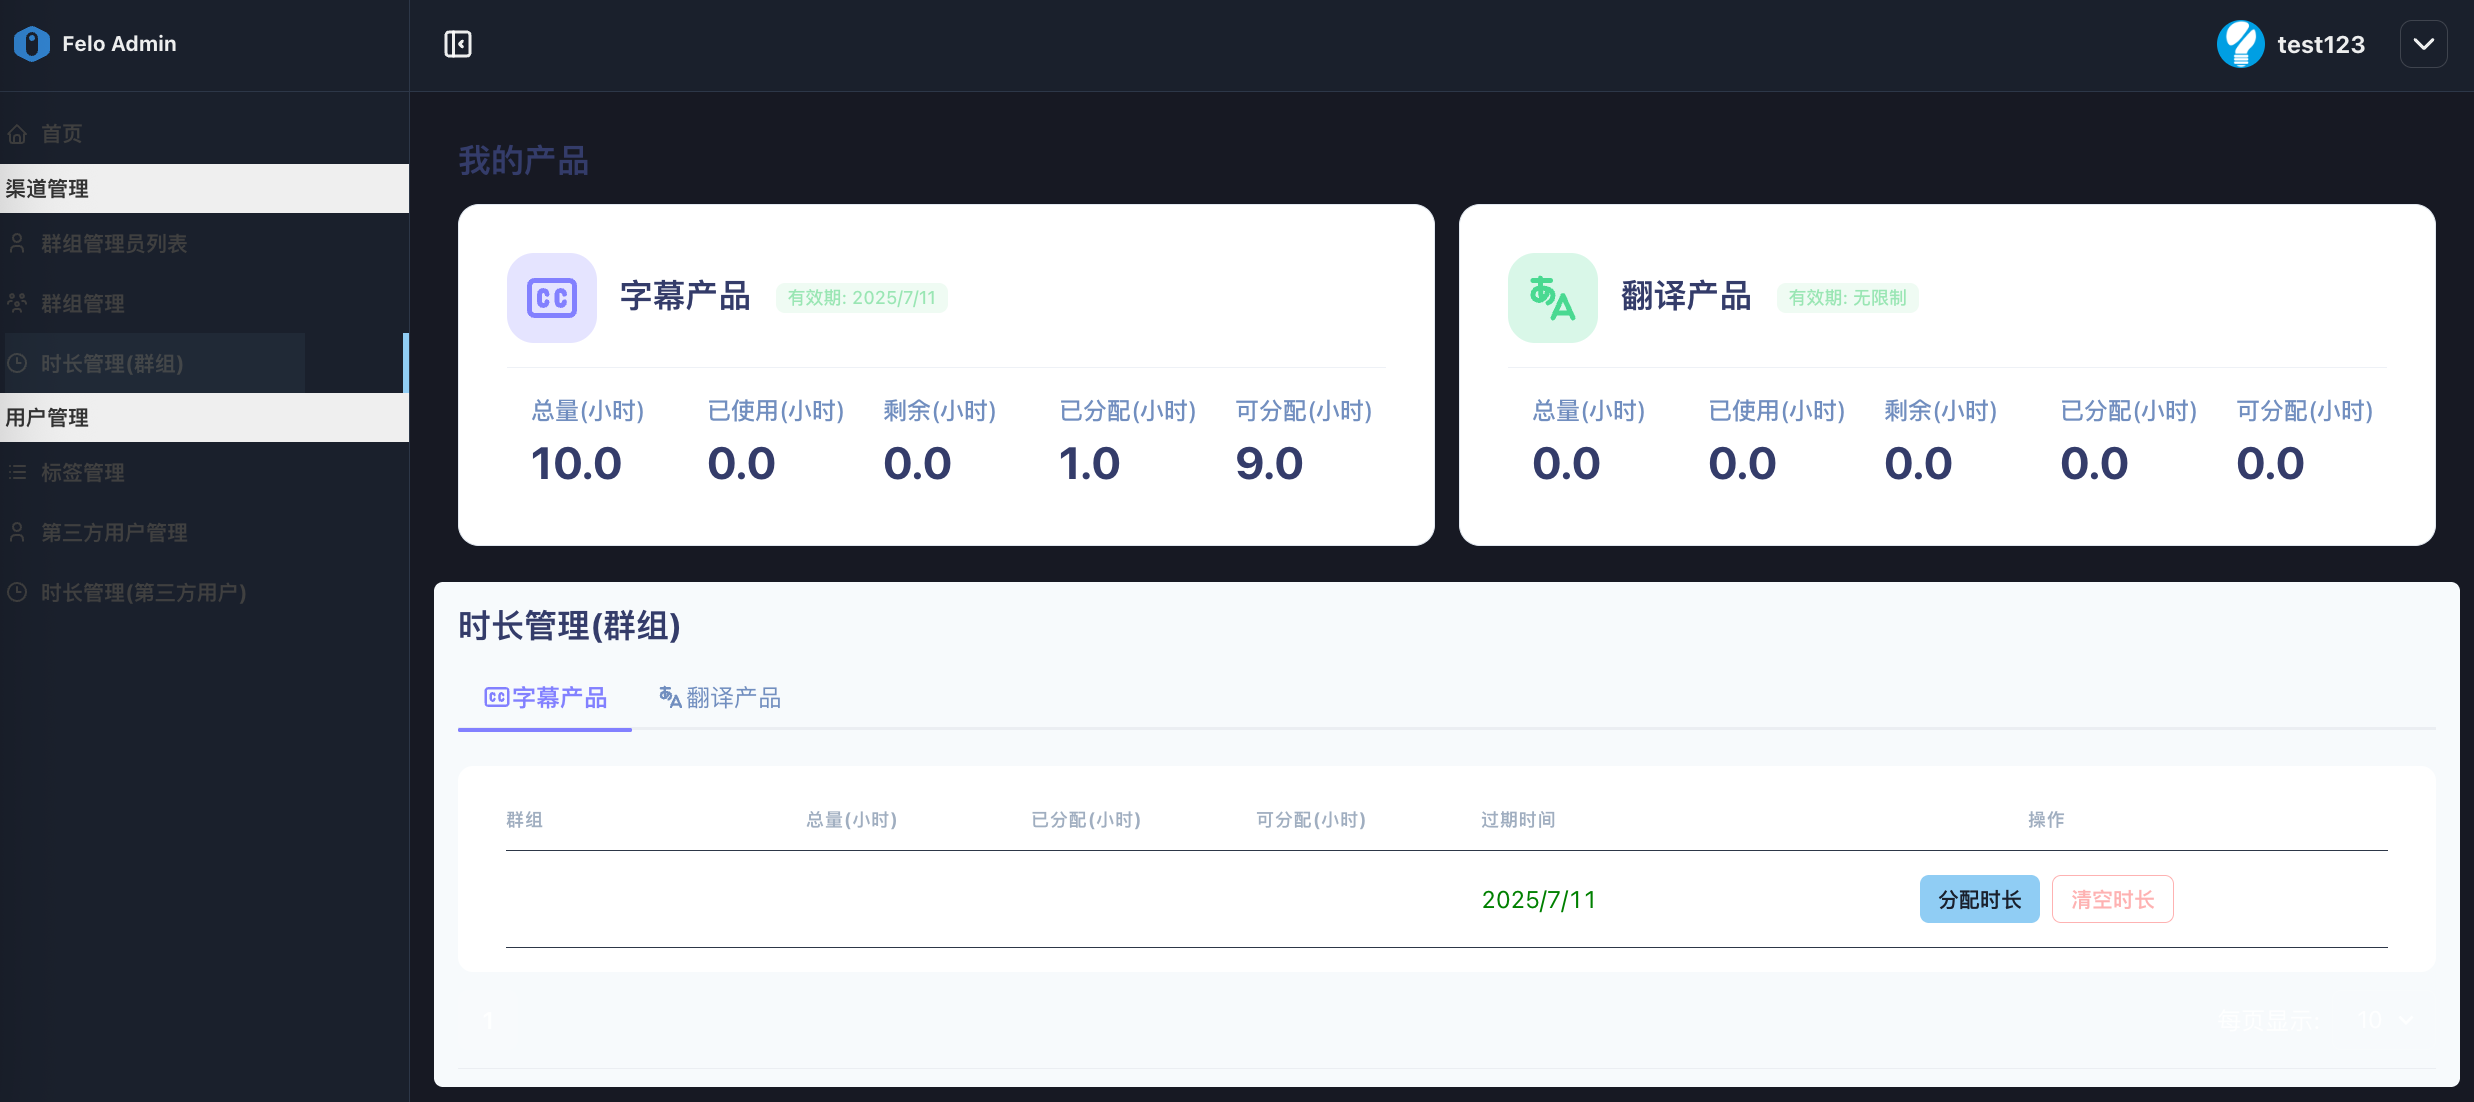 Felo Admin
test123
首页
渠道管理
群组管理员列表
群组管理
时长管理(群组)
用户管理
标签管理
第三方用户管理
时长管理(第三方用户)
我的产品
字幕产品 有效期: 2025/7/11
总量(小时) 已使用(小时) 剩余(小时) 已分配(小时) 可分配(小时)
10.0 0.0 0.0 1.0 9.0
翻译产品 有效期: 无限制
总量(小时) 已使用(小时) 剩余(小时) 已分配(小时) 可分配(小时)
0.0 0.0 0.0 0.0 0.0
时长管理(群组)
字幕产品 翻译产品
群组 总量(小时) 已分配(小时) 可分配(小时) 过期时间 操作
2025/7/11 分配时长 清空时长
1 每页显示: 10